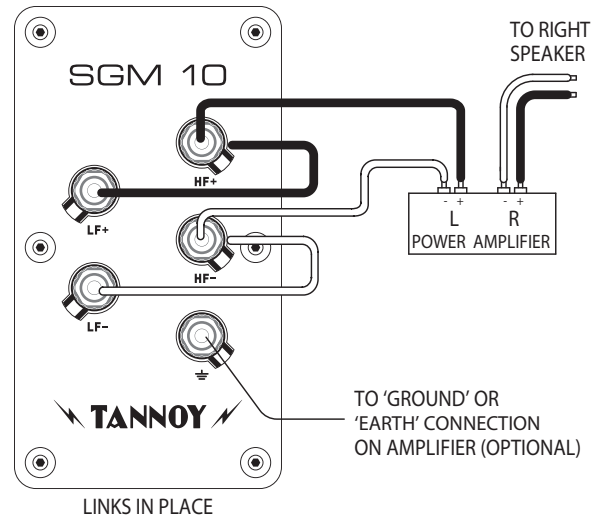 TO RIGHT
SPEAKER
SGM 10
HF+
LF+
- + - +
L R
POWER AMPLIFIER
HF-
LF-
TANNOY
TO ‘GROUND’ OR
‘EARTH’ CONNECTION
ON AMPLIFIER (OPTIONAL)
LINKS IN PLACE